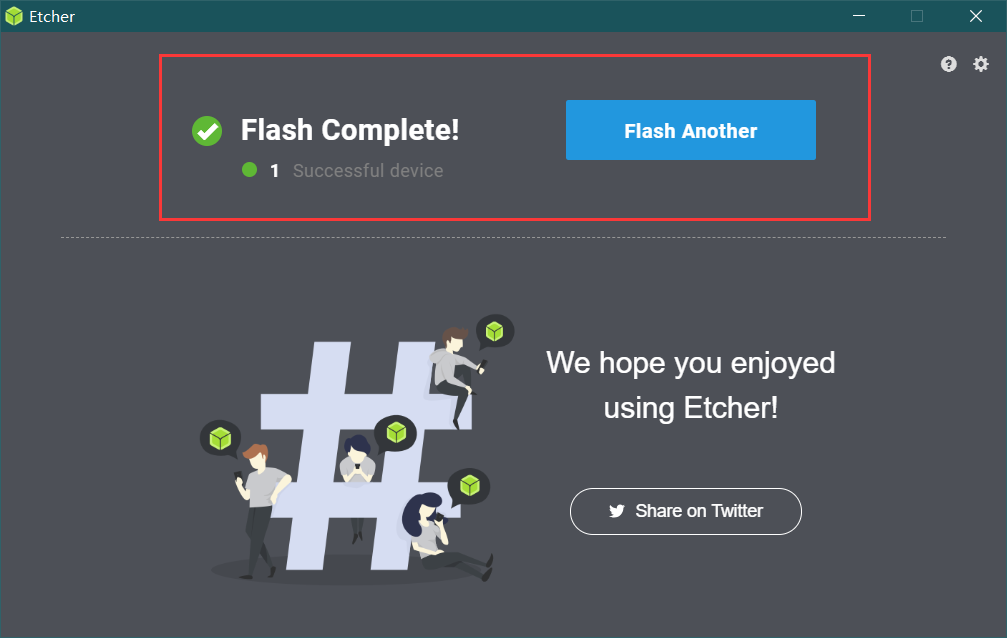 Etcher
Flash Complete!
Flash Another
1 Successful device
We hope you enjoyed
using Etcher!
Share on Twitter